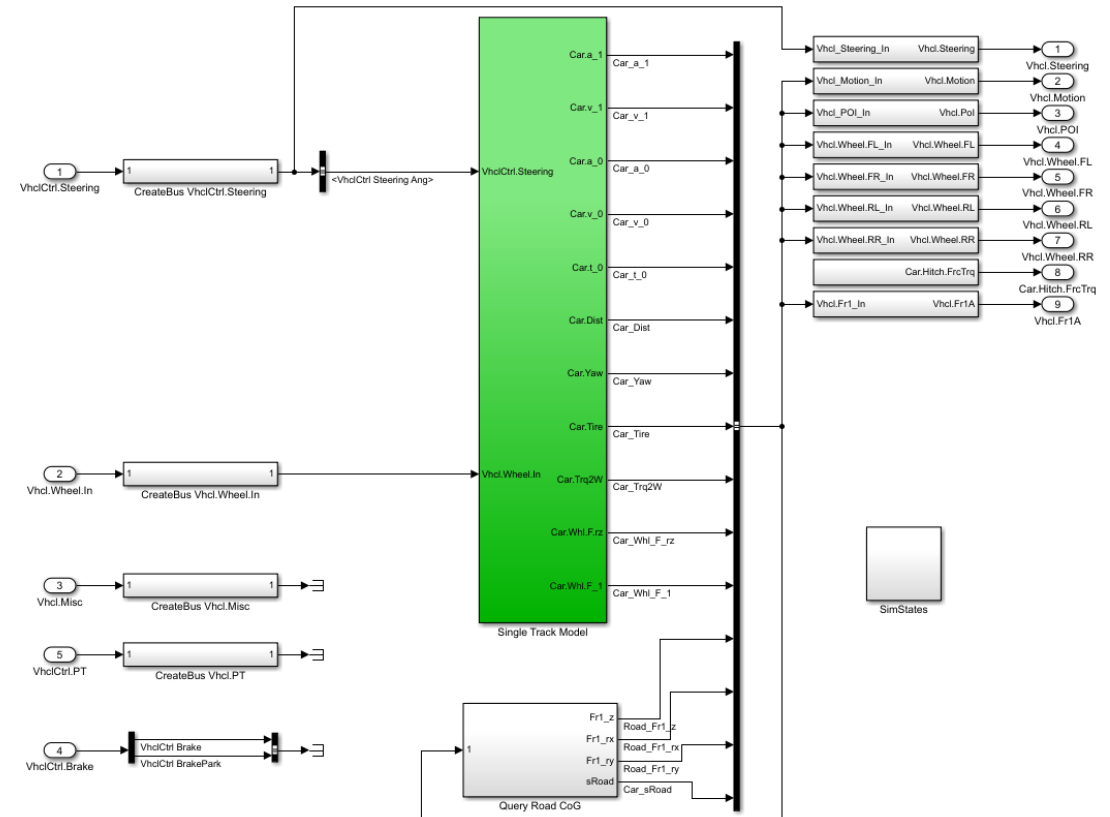 1
VhclCtrl.Steering
1 1
CreateBus VhclCtrl.Steering
<VhclCtrl Steering Ang>
2
Vhcl.Wheel.In
1 1
CreateBus Vhcl.Wheel.In
3
Vhcl.Misc
1 1
CreateBus Vhcl.Misc
5
VhclCtrl.PT
1 1
CreateBus Vhcl.PT
4
VhclCtrl.Brake
VhclCtrl Brake
VhclCtrl BrakePark
VhclCtrl.Steering
Vhcl.Wheel.In
Car.a_1
Car_a_1
Car.v_1
Car_v_1
Car.a_0
Car_a_0
Car.v_0
Car_v_0
Car.t_0
Car_t_0
Car.Dist
Car_Dist
Car.Yaw
Car_Yaw
Car.Tire
Car_Tire
Car.Trq2W
Car_Trq2W
Car.Whl.F.rz
Car_Whl_F_rz
Car.Whl.F_1
Car_Whl_F_1
Single Track Model
1
Fr1_z
Road_Fr1_z
Fr1_rx
Road_Fr1_rx
Fr1_ry
Road_Fr1_ry
sRoad
Car_sRoad
Query Road CoG
Vhcl_Steering_In Vhcl.Steering
1
Vhcl.Steering
Vhcl_Motion_In Vhcl.Motion
2
Vhcl.Motion
Vhcl_POI_In Vhcl.PoI
3
Vhcl.POI
Vhcl.Wheel.FL_In Vhcl.Wheel.FL
4
Vhcl.Wheel.FL
Vhcl.Wheel.FR_In Vhcl.Wheel.FR
5
Vhcl.Wheel.FR
Vhcl.Wheel.RL_In Vhcl.Wheel.RL
6
Vhcl.Wheel.RL
Vhcl.Wheel.RR_In Vhcl.Wheel.RR
7
Vhcl.Wheel.RR
Car.Hitch.FrcTrq
8
Car.Hitch.FrcTrq
Vhcl.Fr1_In Vhcl.Fr1A
9
Vhcl.Fr1A
SimStates